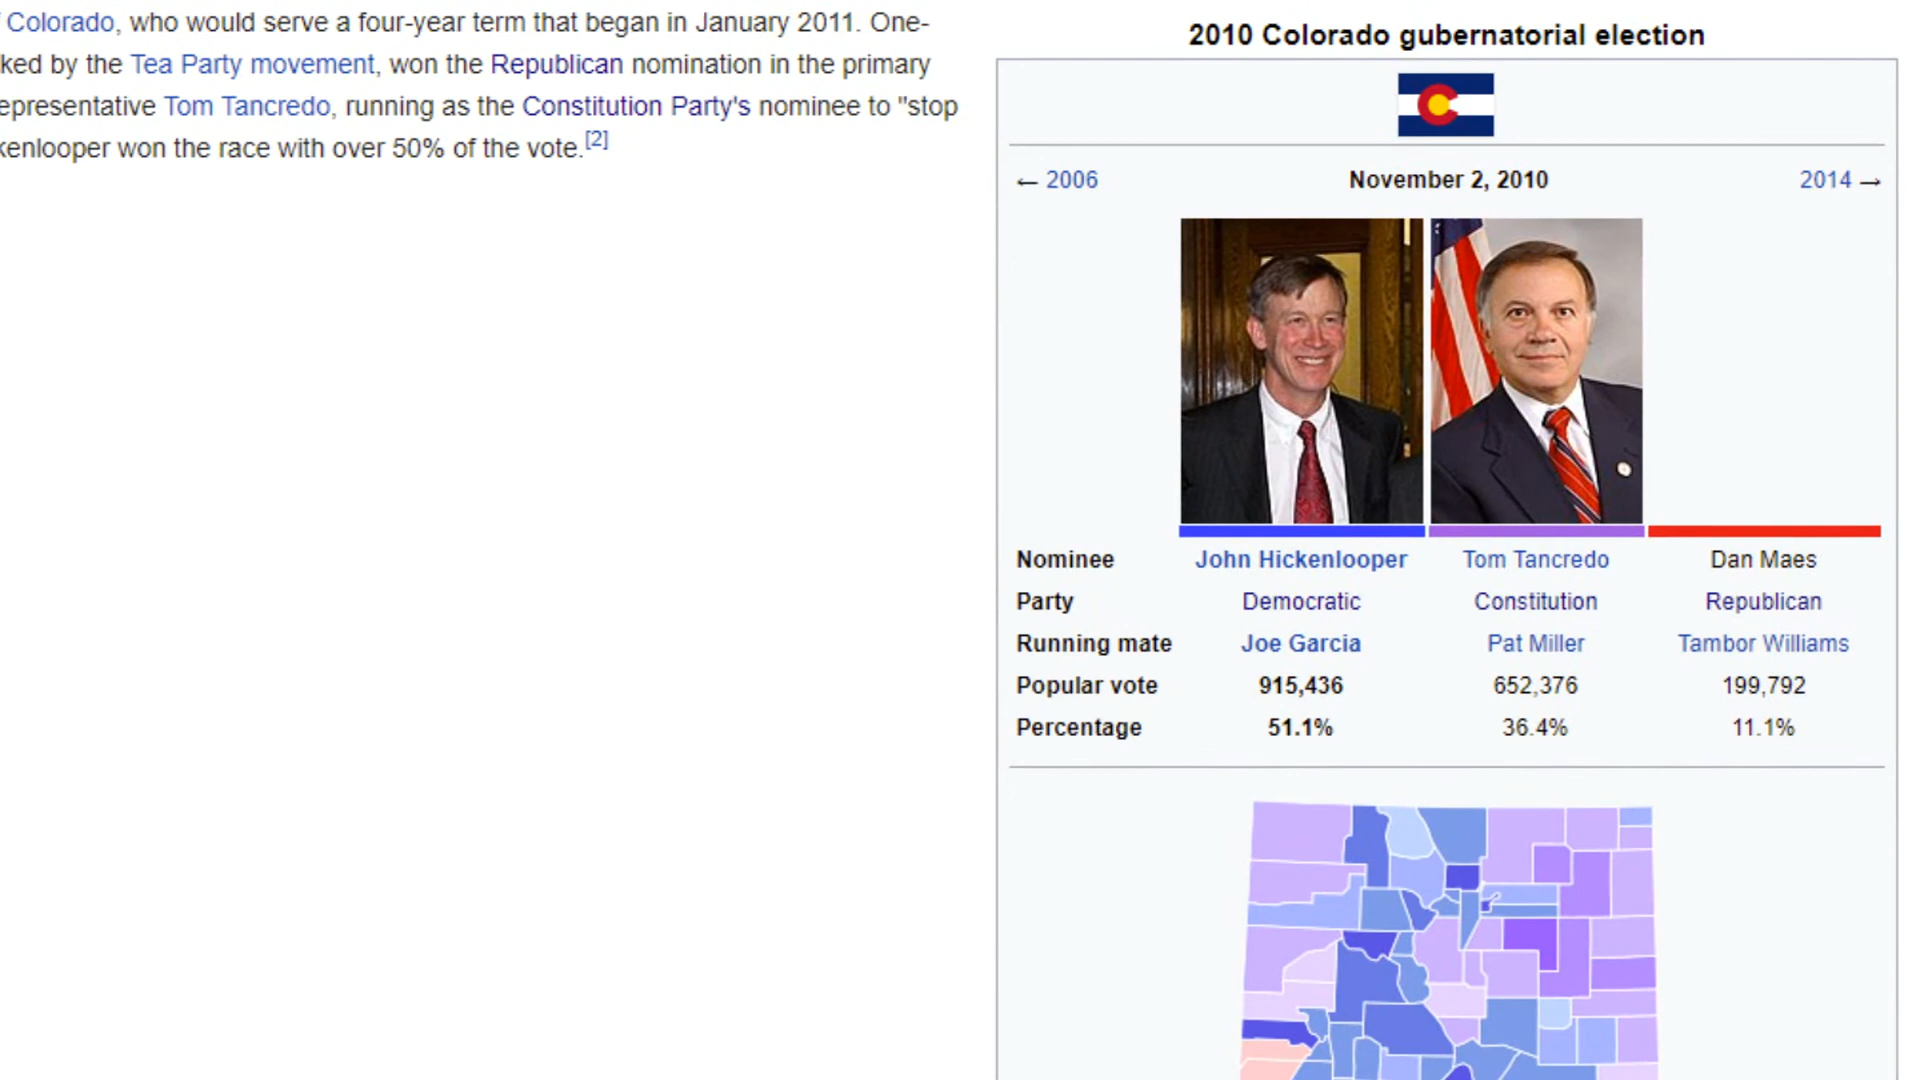 Colorado, who would serve a four-year term that began in January 2011. One-
ked by the Tea Party movement, won the Republican nomination in the primary
epresentative Tom Tancredo, running as the Constitution Party's nominee to "stop
kenlooper won the race with over 50% of the vote.[2]
2010 Colorado gubernatorial election
← 2006 November 2, 2010 2014 →
Nominee John Hickenlooper Tom Tancredo Dan Maes
Party Democratic Constitution Republican
Running mate Joe Garcia Pat Miller Tambor Williams
Popular vote 915,436 652,376 199,792
Percentage 51.1% 36.4% 11.1%